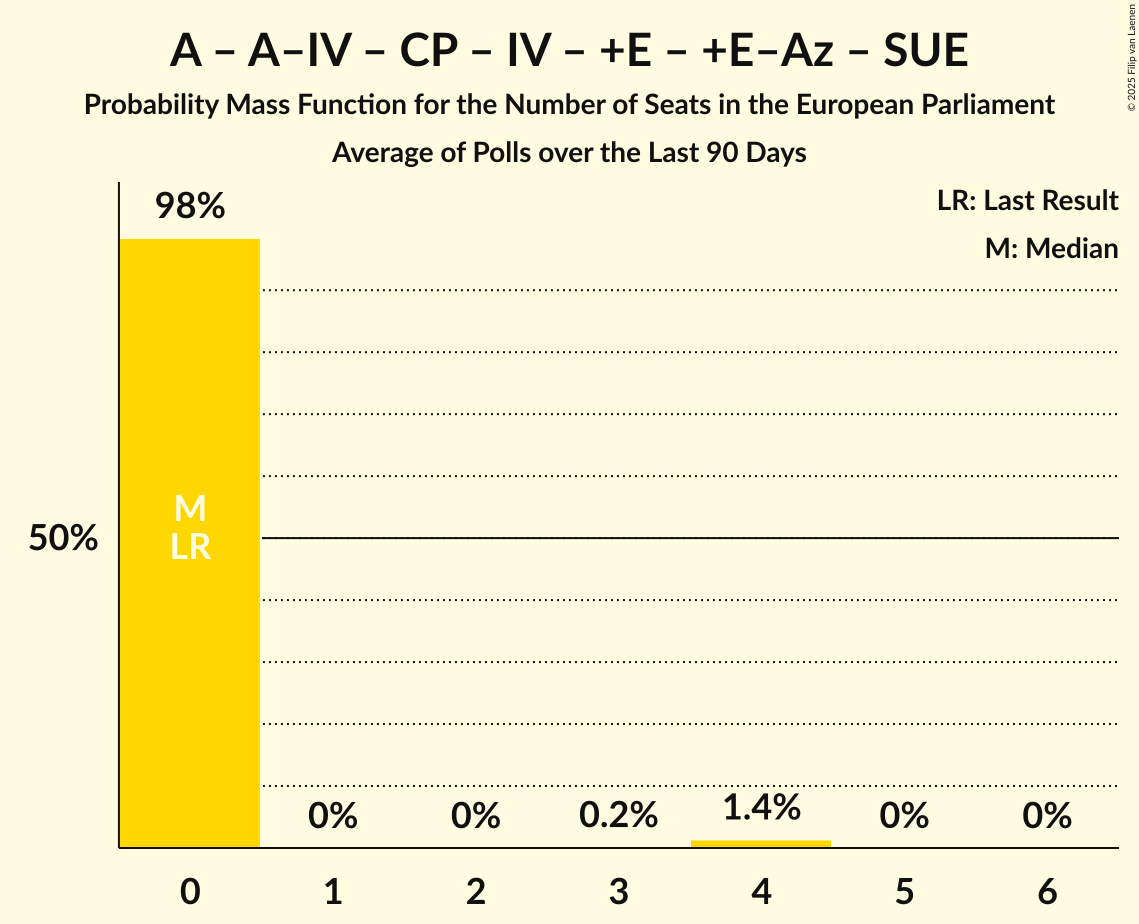 A – A–IV – CP – IV – +E – +E–Az – SUE
Probability Mass Function for the Number of Seats in the European Parliament
Average of Polls over the Last 90 Days
© 2025 Filip van Laenen
LR: Last Result
M: Median
98%
M
LR
50%
0%
0%
0.2%
1.4%
0%
0%
0
1
2
3
4
5
6